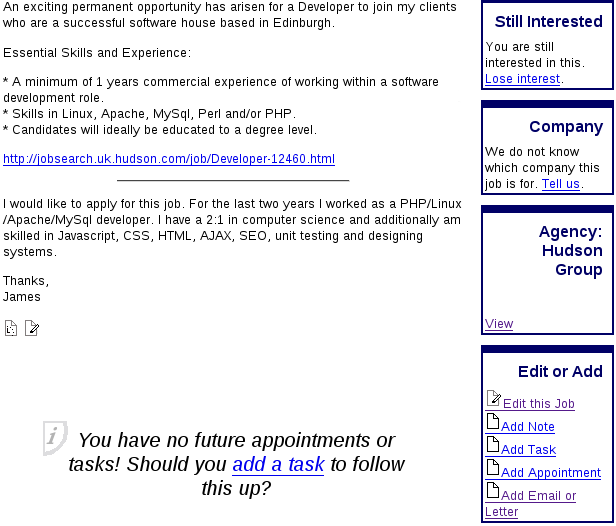 An exciting permanent opportunity has arisen for a Developer to join my clients
who are a successful software house based in Edinburgh.
Essential Skills and Experience:
* A minimum of 1 years commercial experience of working within a software
development role.
* Skills in Linux, Apache, MySql, Perl and/or PHP.
* Candidates will ideally be educated to a degree level.
http://jobsearch.uk.hudson.com/job/Developer-12460.html
I would like to apply for this job. For the last two years I worked as a PHP/Linux
/Apache/MySql developer. I have a 2:1 in computer science and additionally am
skilled in Javascript, CSS, HTML, AJAX, SEO, unit testing and designing
systems.
Thanks,
James
i
You have no future appointments or
tasks! Should you add a task to follow
this up?
Still Interested
You are still
interested in this.
Lose interest.
Company
We do not know
which company this
job is for. Tell us.
Agency:
Hudson
Group
View
Edit or Add
Edit this Job
Add Note
Add Task
Add Appointment
Add Email or
Letter